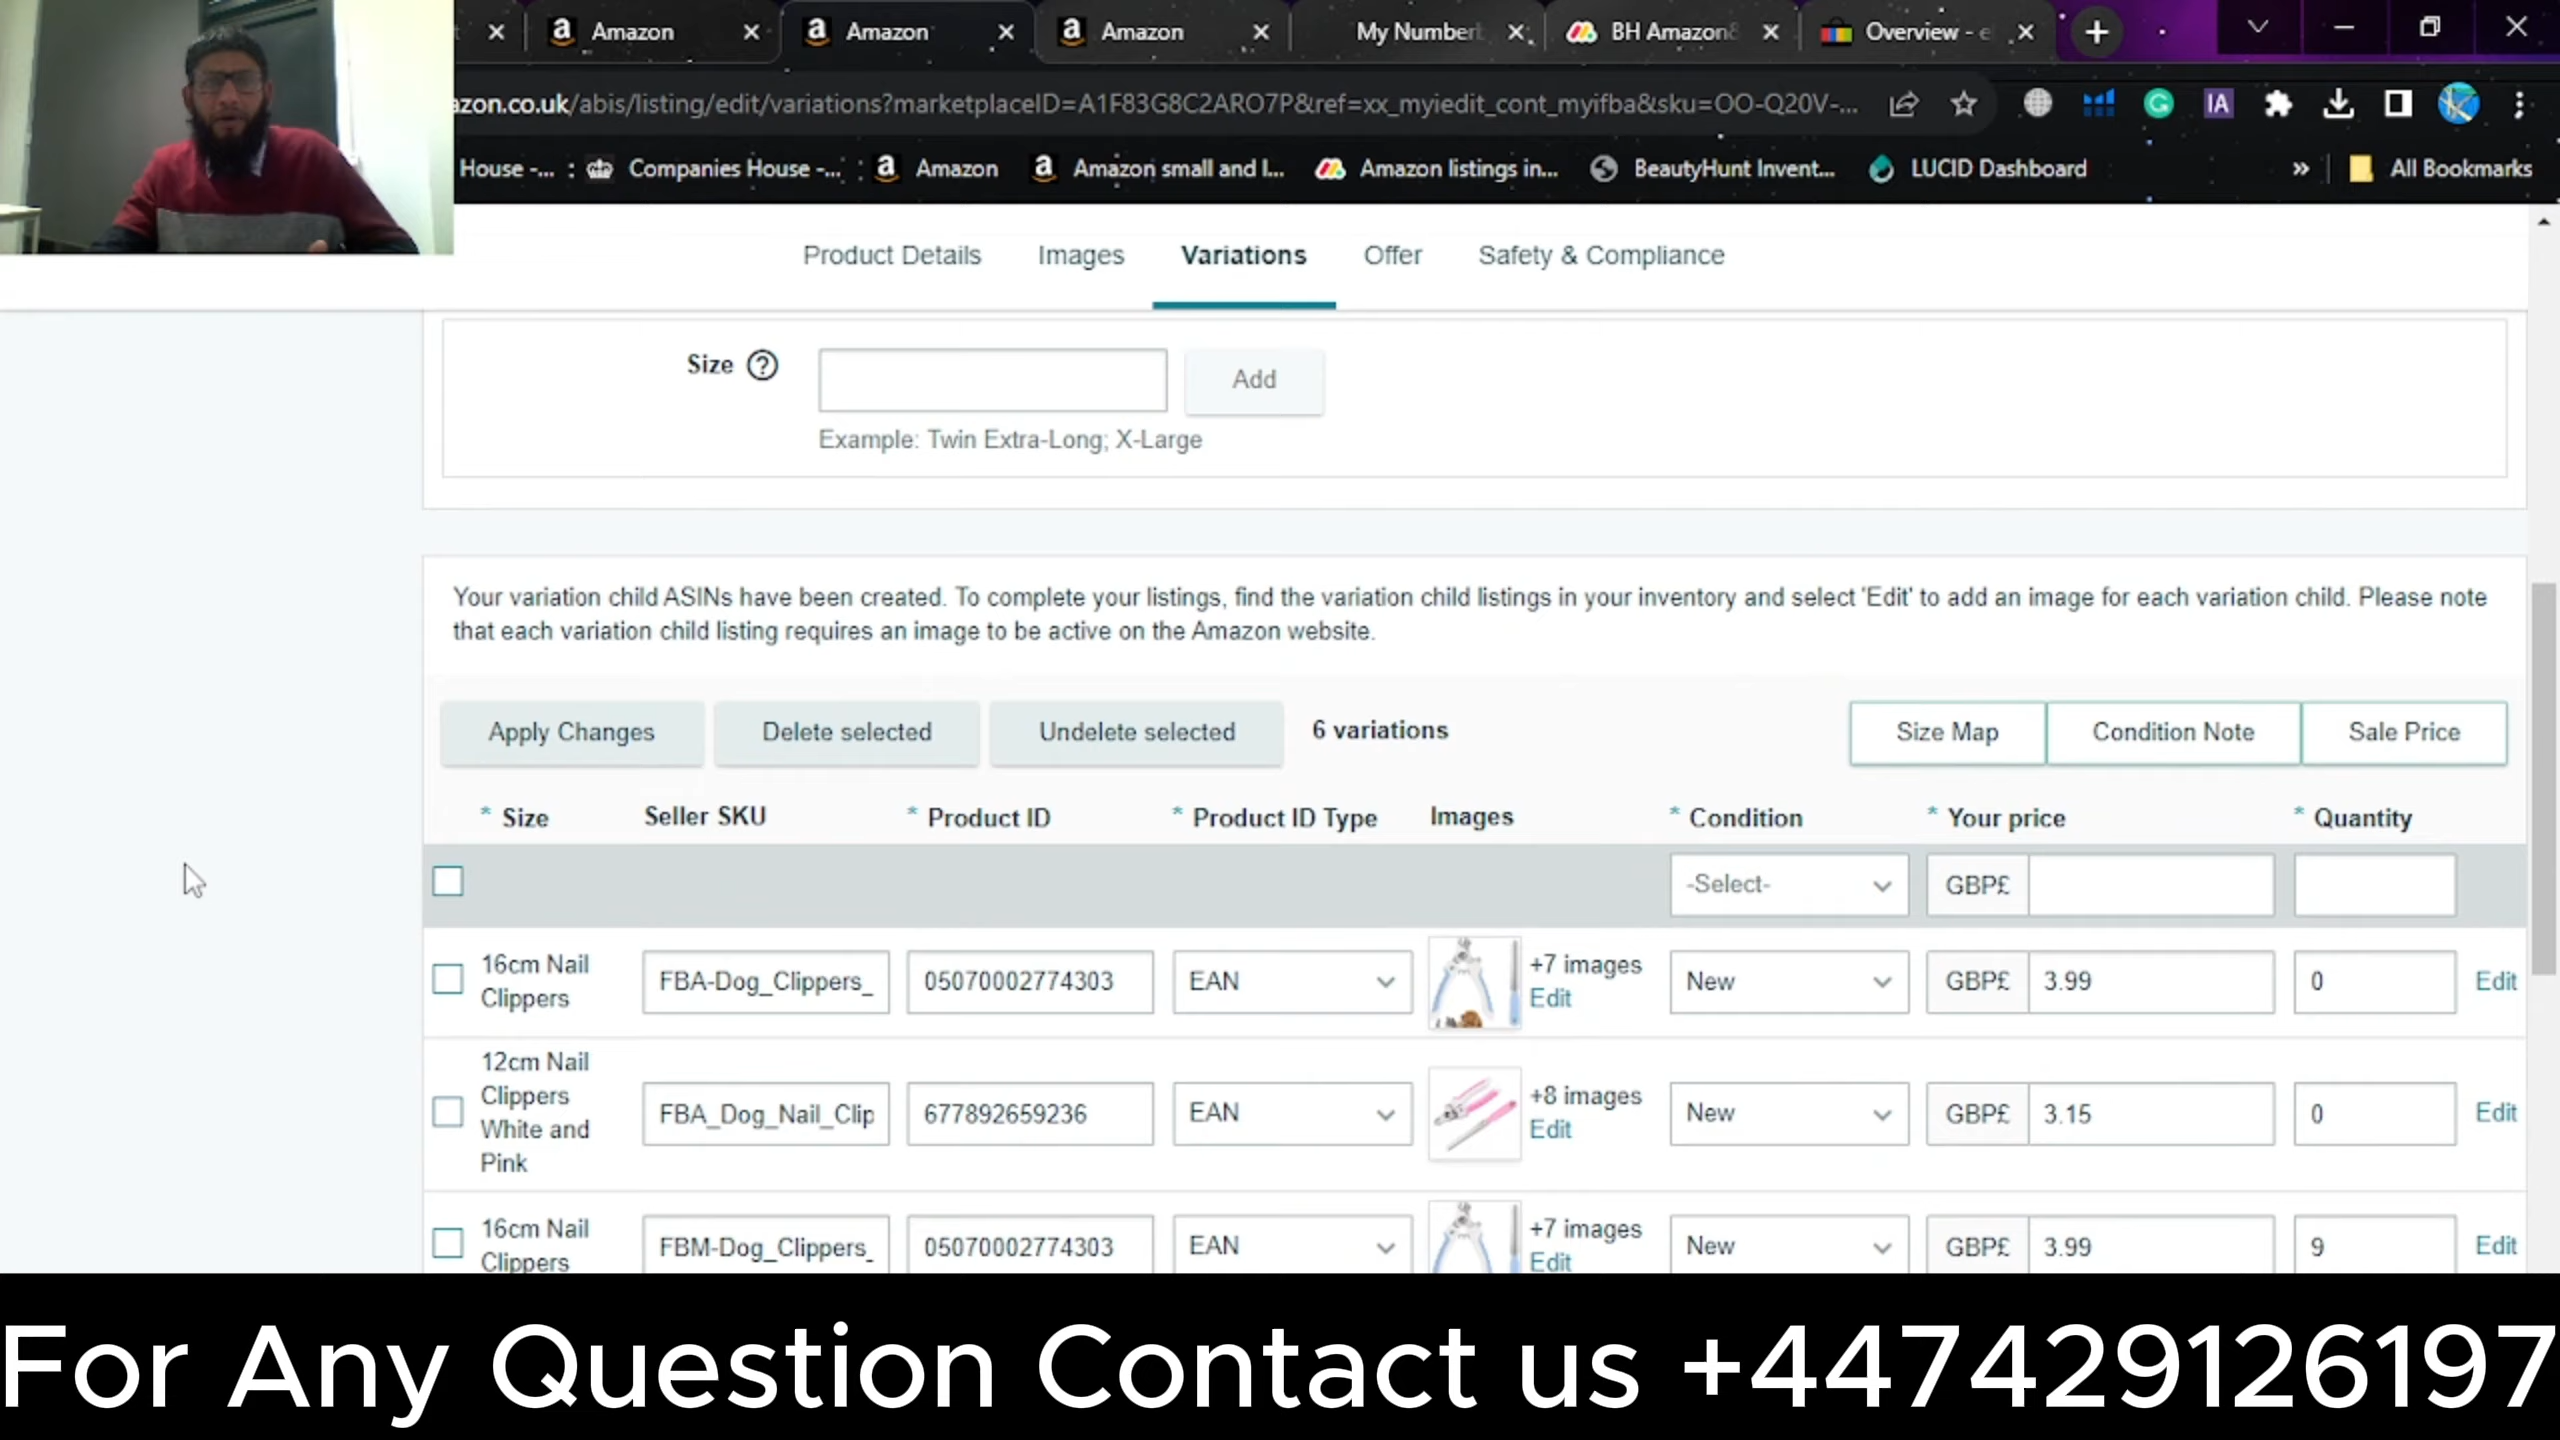 Amazon
Amazon
Amazon
My Number
BH Amazon
Overview - e
azon.co.uk/abis/listing/edit/variations?marketplaceID=A1F83G8C2ARO7P&ref=xx_myiedit_cont_myifba&sku=OO-Q20V-...
IA
House -...
Companies House -...
Amazon
Amazon small and l...
Amazon listings in...
BeautyHunt Invent...
LUCID Dashboard
All Bookmarks
Product Details
Images
Variations
Offer
Safety & Compliance
Size
Add
Example: Twin Extra-Long; X-Large
Your variation child ASINs have been created. To complete your listings, find the variation child listings in your inventory and select 'Edit' to add an image for each variation child. Please note
that each variation child listing requires an image to be active on the Amazon website.
Apply Changes
Delete selected
Undelete selected
6 variations
Size Map
Condition Note
Sale Price
* Size
Seller SKU
* Product ID
* Product ID Type
Images
* Condition
* Your price
* Quantity
-Select-
GBP£
16cm Nail
Clippers
FBA-Dog_Clippers_
05070002774303
EAN
+7 images
Edit
New
GBP£
3.99
0
Edit
12cm Nail
Clippers
White and
Pink
FBA_Dog_Nail_Clip
677892659236
EAN
+8 images
Edit
New
GBP£
3.15
0
Edit
16cm Nail
Clippers
FBM-Dog_Clippers_
05070002774303
EAN
+7 images
Edit
New
GBP£
3.99
9
Edit
For Any Question Contact us +447429126197